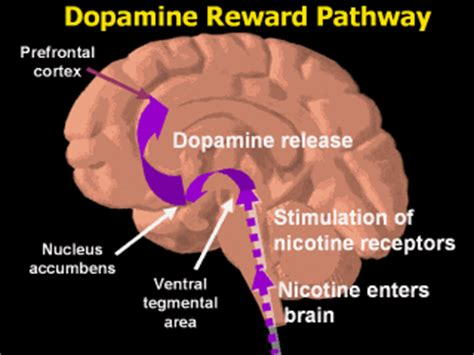 Dopamine Reward Pathway
Prefrontal
cortex
Dopamine release
Stimulation of
nicotine receptors
Nucleus
accumbens
Ventral
tegmental
area
Nicotine enters
brain